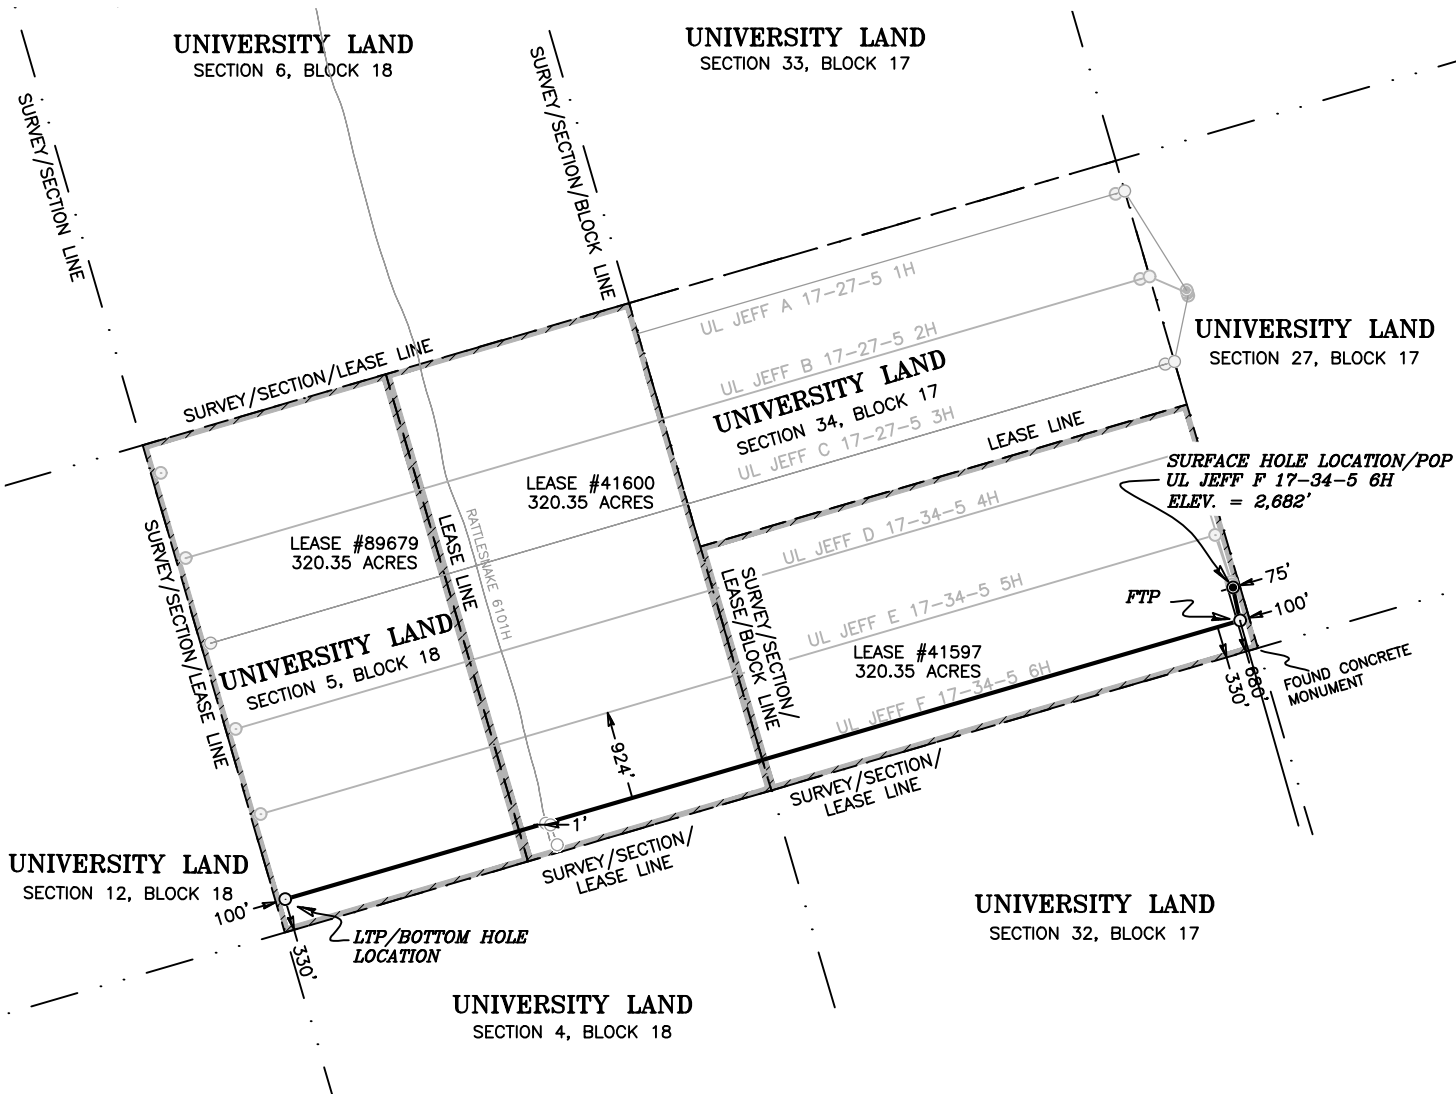 UNIVERSITY LAND
SECTION 6, BLOCK 18
UNIVERSITY LAND
SECTION 33, BLOCK 17
SURVEY/SECTION LINE
SURVEY/SECTION/BLOCK LINE
UL JEFF A 17-27-5 1H
UL JEFF B 17-27-5 2H
UNIVERSITY LAND
SECTION 34, BLOCK 17
UL JEFF C 17-27-5 3H
UNIVERSITY LAND
SECTION 27, BLOCK 17
SURVEY/SECTION/LEASE LINE
LEASE LINE
SURFACE HOLE LOCATION/POP
UL JEFF F 17-34-5 6H
ELEV. = 2,682'
LEASE #41600
320.35 ACRES
LEASE #89679
320.35 ACRES
LEASE LINE
RATTLESNAKE 6101H
SURVEY/SECTION/LEASE LINE
UL JEFF D 17-34-5 4H
UL JEFF E 17-34-5 5H
75'
FTP
100'
SURVEY/SECTION/
LEASE/BLOCK LINE
UNIVERSITY LAND
SECTION 5, BLOCK 18
LEASE #41597
320.35 ACRES
UL JEFF F 17-34-5 6H
330'
680'
FOUND CONCRETE
MONUMENT
924'
1'
SURVEY/SECTION/
LEASE LINE
SURVEY/SECTION/
LEASE LINE
UNIVERSITY LAND
SECTION 12, BLOCK 18
100'
330'
LTP/BOTTOM HOLE
LOCATION
UNIVERSITY LAND
SECTION 32, BLOCK 17
UNIVERSITY LAND
SECTION 4, BLOCK 18